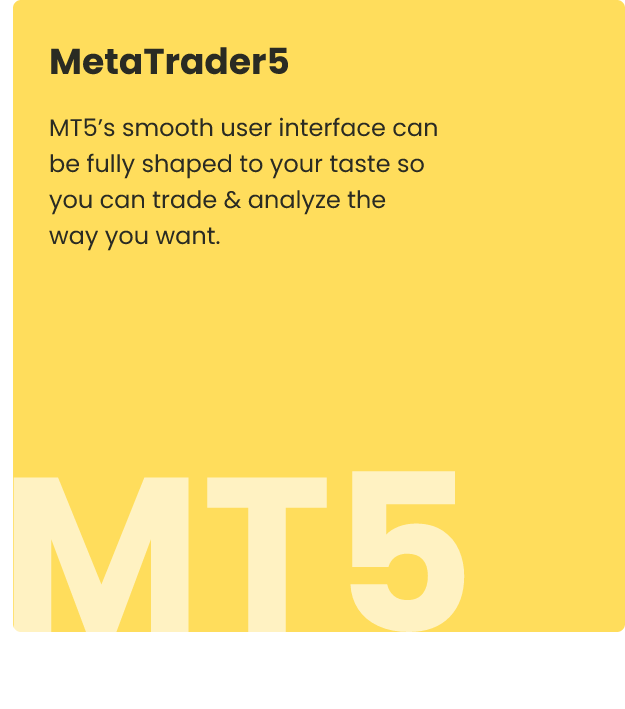 MetaTrader5
MT5’s smooth user interface can
be fully shaped to your taste so
you can trade & analyze the
way you want.
MT5